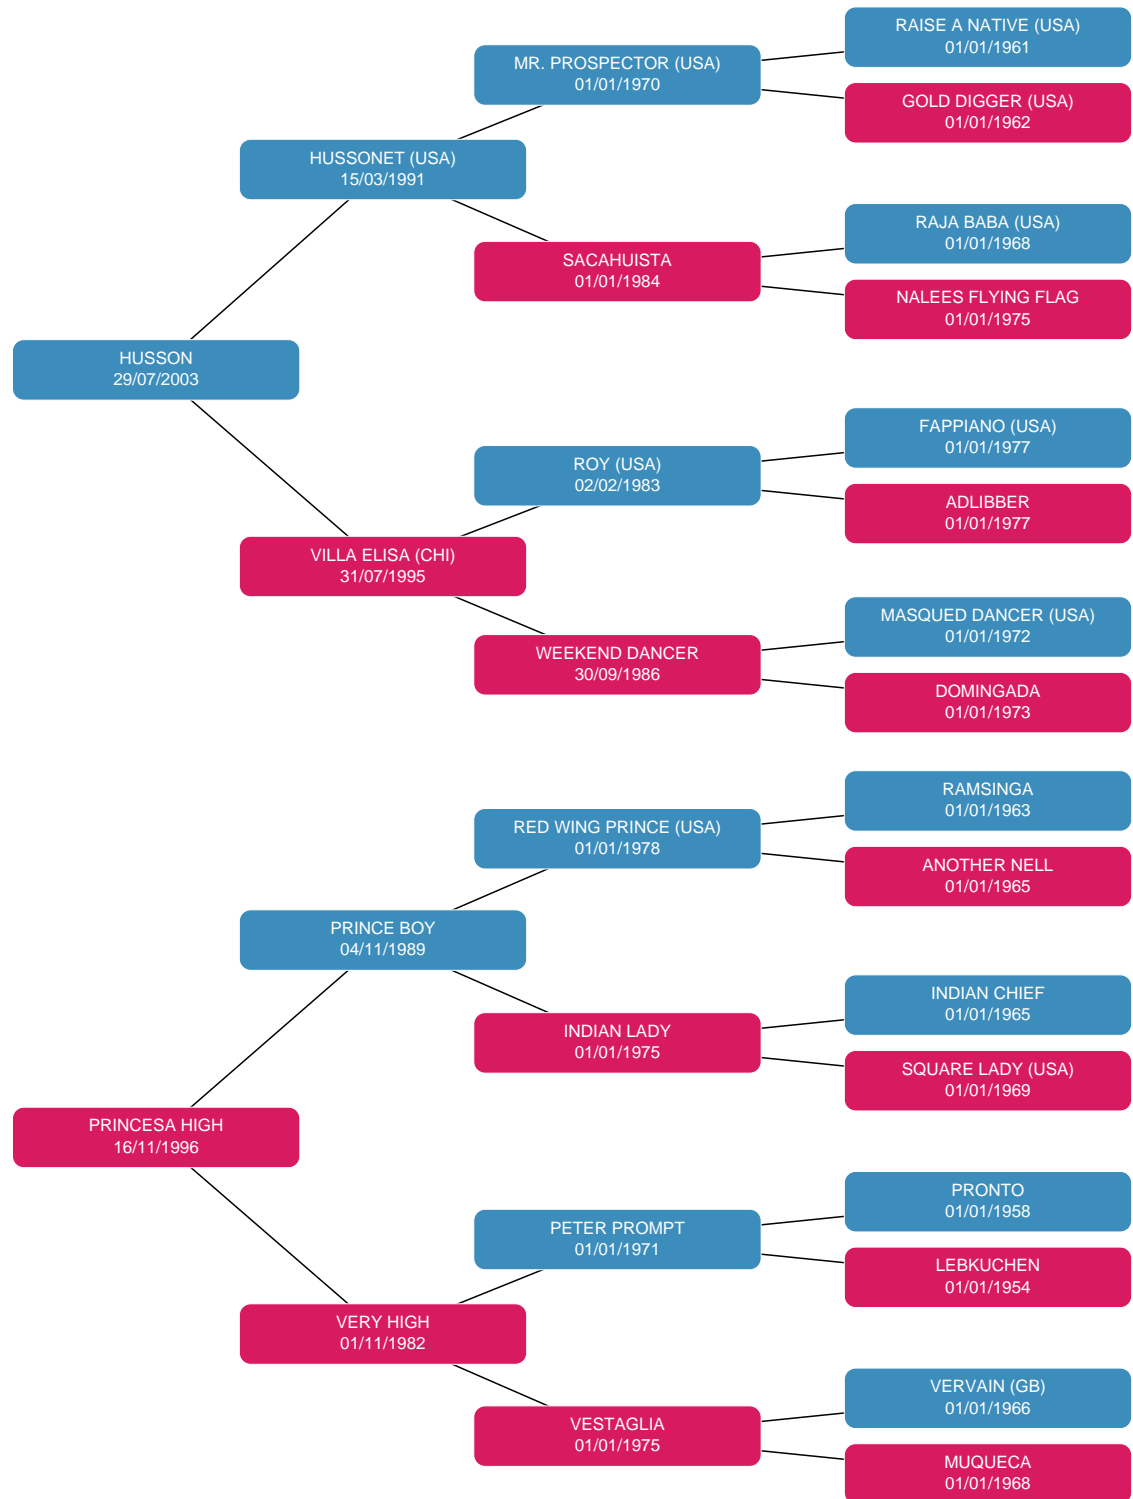 RAISE A NATIVE (USA)
01/01/1961
MR. PROSPECTOR (USA)
01/01/1970
GOLD DIGGER (USA)
01/01/1962
HUSSONET (USA)
15/03/1991
RAJA BABA (USA)
01/01/1968
SACAHUISTA
01/01/1984
NALEES FLYING FLAG
01/01/1975
HUSSON
29/07/2003
FAPPIANO (USA)
01/01/1977
ROY (USA)
02/02/1983
ADLIBBER
01/01/1977
VILLA ELISA (CHI)
31/07/1995
MASQUED DANCER (USA)
01/01/1972
WEEKEND DANCER
30/09/1986
DOMINGADA
01/01/1973
RAMSINGA
01/01/1963
RED WING PRINCE (USA)
01/01/1978
ANOTHER NELL
01/01/1965
PRINCE BOY
04/11/1989
INDIAN CHIEF
01/01/1965
INDIAN LADY
01/01/1975
SQUARE LADY (USA)
01/01/1969
PRINCESA HIGH
16/11/1996
PRONTO
01/01/1958
PETER PROMPT
01/01/1971
LEBKUCHEN
01/01/1954
VERY HIGH
01/11/1982
VERVAIN (GB)
01/01/1966
VESTAGLIA
01/01/1975
MUQUECA
01/01/1968